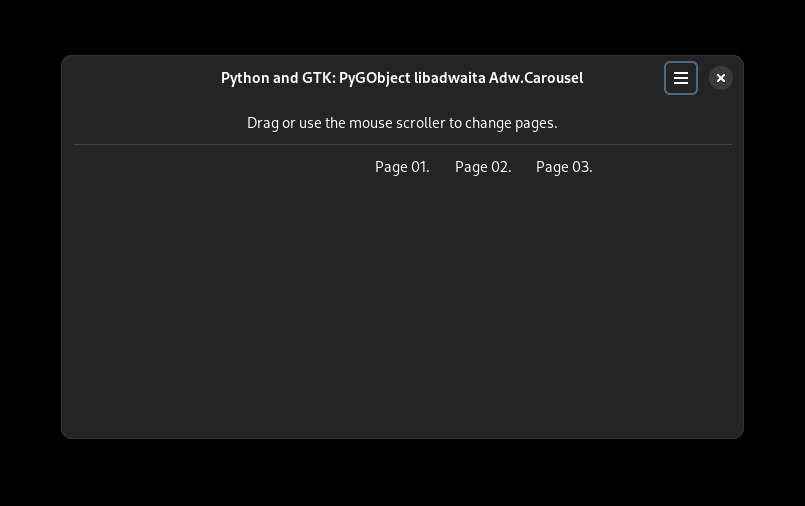 Python and GTK: PyGObject libadwaita Adw.Carousel
Drag or use the mouse scroller to change pages.
Page 01. Page 02. Page 03.